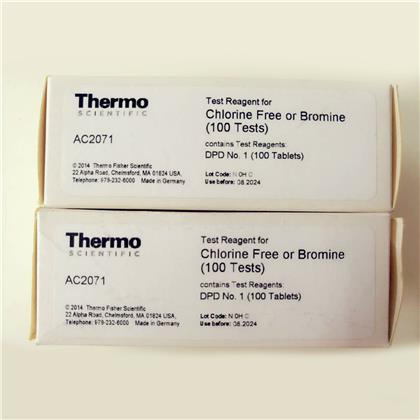 Thermo
SCIENTIFIC
AC2071
© 2014 Thermo Fisher Scientific
22 Alpha Road, Chelmsford, MA 01824 USA,
Telephone: 978-232-6000 Made in Germany
Test Reagent for
Chlorine Free or Bromine
(100 Tests)
contains Test Reagents:
DPD No. 1 (100 Tablets)
Lot Code: N 0H C
Use before: 08.2024
Thermo
SCIENTIFIC
AC2071
© 2014 Thermo Fisher Scientific
22 Alpha Road, Chelmsford, MA 01824 USA,
Telephone: 978-232-6000 Made in Germany
Test Reagent for
Chlorine Free or Bromine
(100 Tests)
contains Test Reagents:
DPD No. 1 (100 Tablets)
Lot Code: N 0H C
Use before: 08.2024